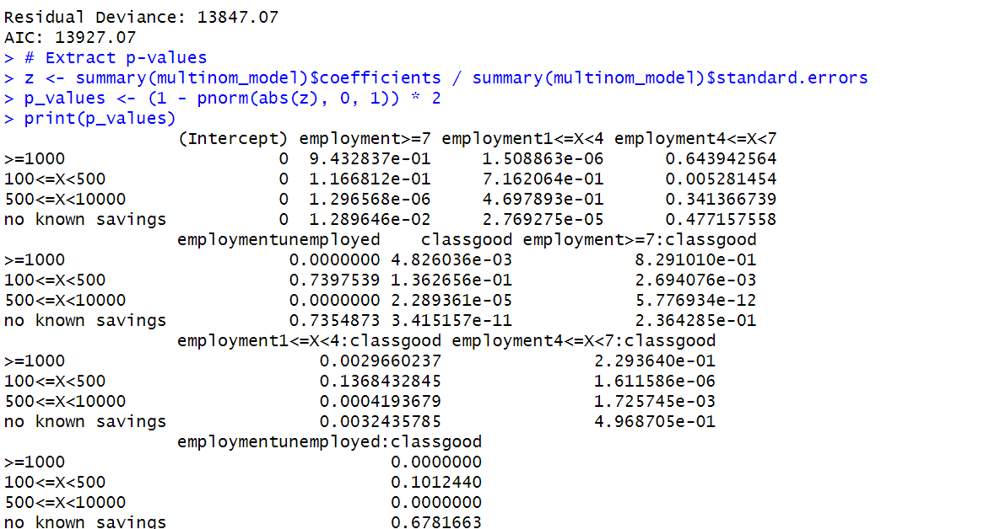 Residual Deviance: 13847.07
AIC: 13927.07
> # Extract p-values
> z <- summary(multinom_model)$coefficients / summary(multinom_model)$standard.errors
> p_values <- (1 - pnorm(abs(z), 0, 1)) * 2
> print(p_values)
(Intercept) employment>=7 employment1<=X<4 employment4<=X<7
>=1000 0 9.432837e-01 1.508863e-06 0.643942564
100<=X<500 0 1.166812e-01 7.162064e-01 0.005281454
500<=X<10000 0 1.296568e-06 4.697893e-01 0.341366739
no known savings 0 1.289646e-02 2.769275e-05 0.477157558
employmentunemployed classgood employment>=7:classgood
>=1000 0.0000000 4.826036e-03 8.291010e-01
100<=X<500 0.7397539 1.362656e-01 2.694076e-03
500<=X<10000 0.0000000 2.289361e-05 5.776934e-12
no known savings 0.7354873 3.415157e-11 2.364285e-01
employment1<=X<4:classgood employment4<=X<7:classgood
>=1000 0.0029660237 2.293640e-01
100<=X<500 0.1368432845 1.611586e-06
500<=X<10000 0.0004193679 1.725745e-03
no known savings 0.0032435785 4.968705e-01
employmentunemployed:classgood
>=1000 0.0000000
100<=X<500 0.1012440
500<=X<10000 0.0000000
no known savings 0.6781663